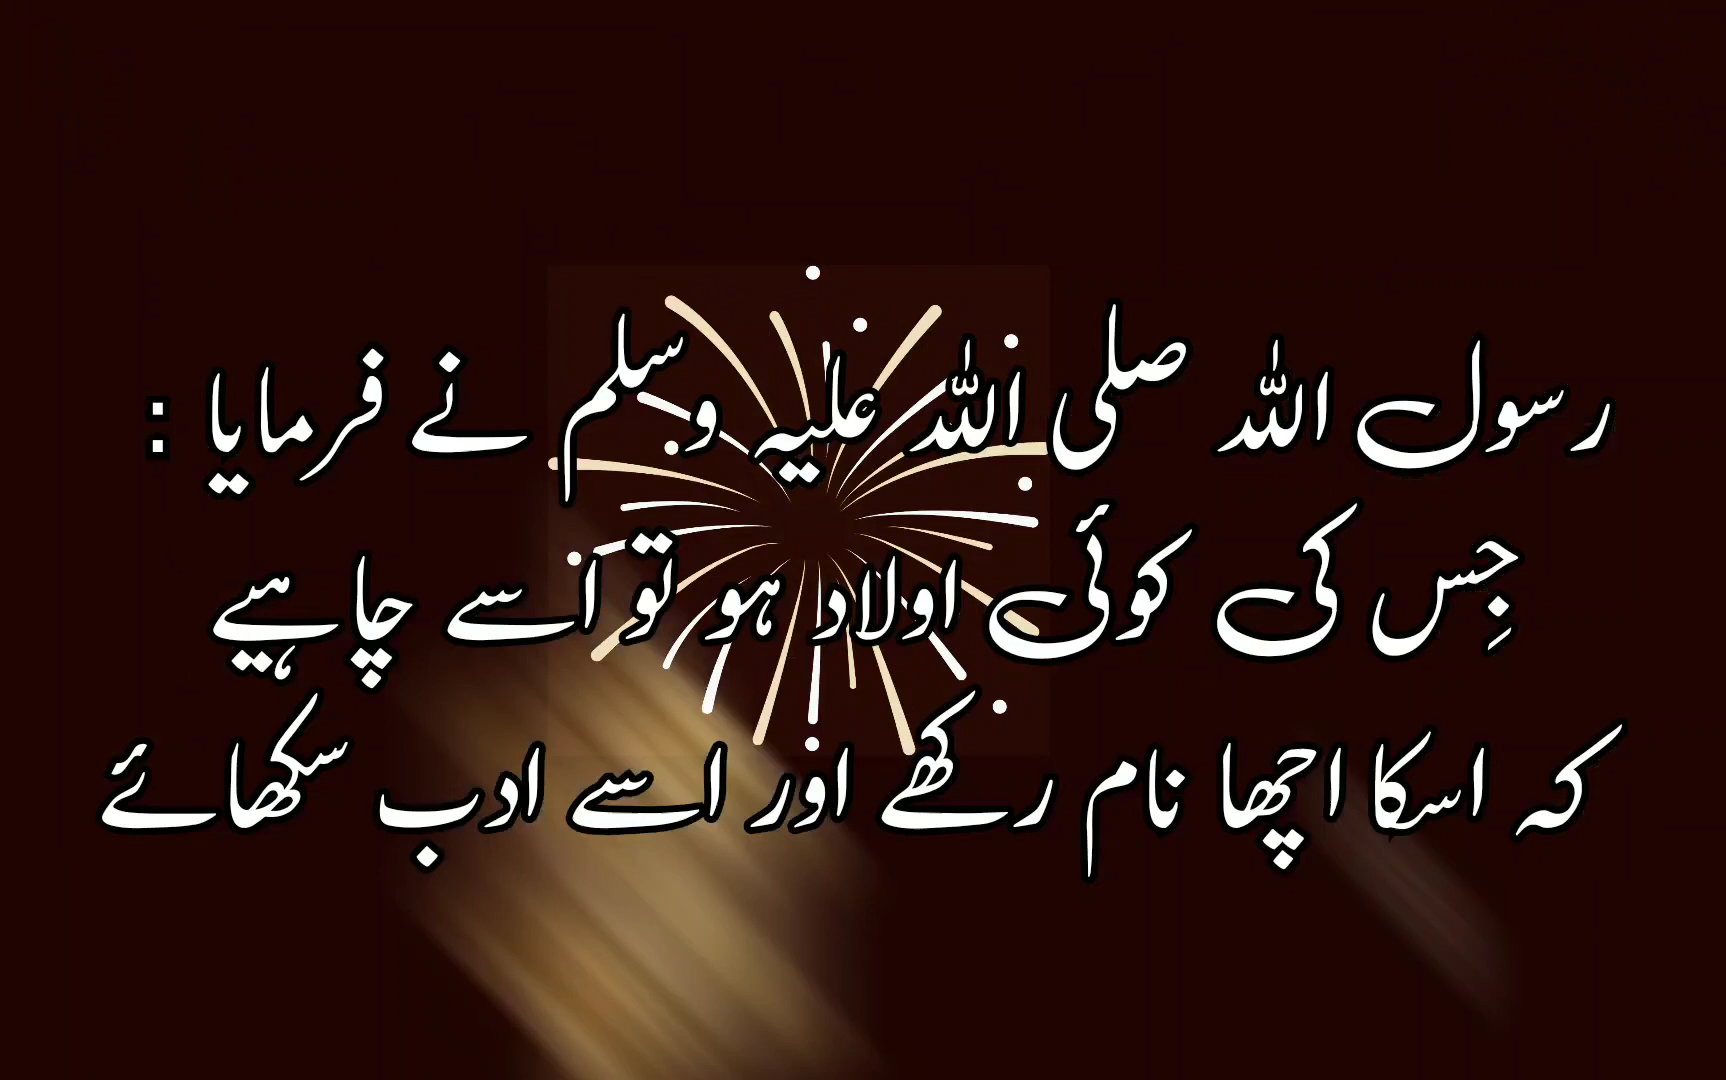 رسول اللہ صلی اللہ علیہ وسلم نے فرمایا :
جِس کی کوئی اولاد ہو تو اسے چاہیے
کہ اسکا اچھا نام رکھے اور اسے ادب سکھائے